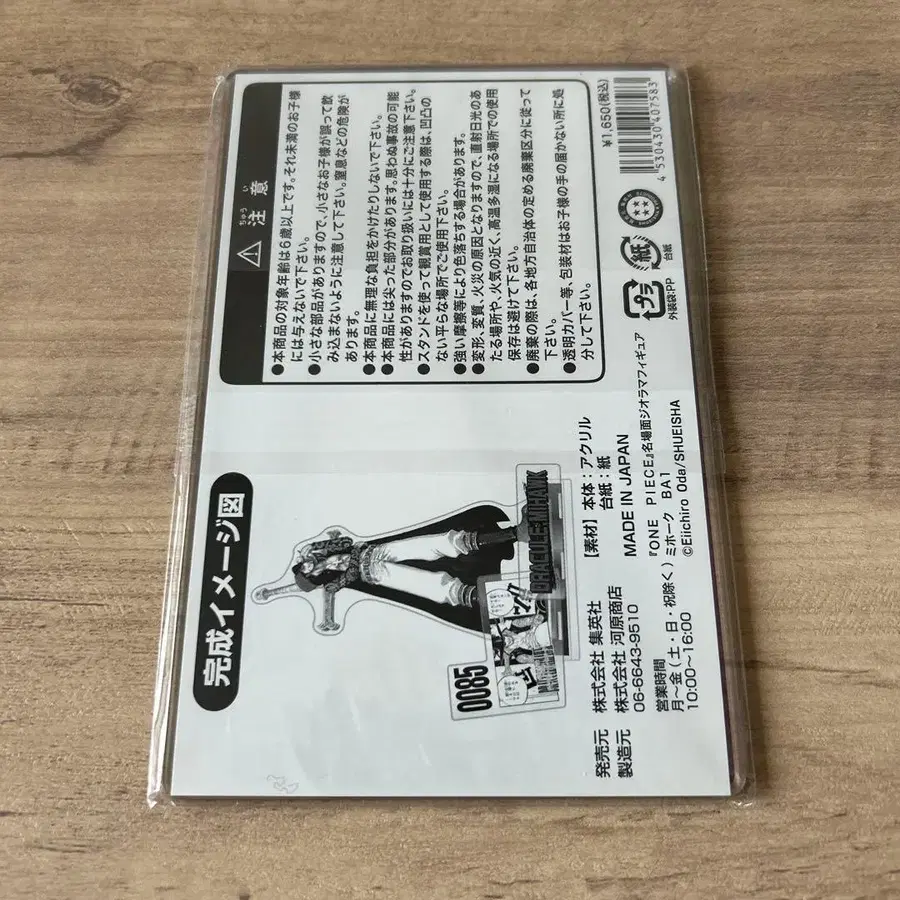 完成イメージ図
0085
DRACULE・MIHAWK
発売元 株式会社 集英社
製造元 株式会社 河原商店
06-6643-9510
営業時間
月～金(土・日・祝除く)
10:00～16:00
【素材】本体：アクリル
台紙：紙
MADE IN JAPAN
『ONE PIECE』名場面ジオラマフィギュア
ミホーク BA1
©Eiichiro Oda/SHUEISHA
ちゅう い
注意
●本商品の対象年齢は6歳以上です。それ未満のお子様
には与えないで下さい。
●小さな部品がありますので、小さなお子様が誤って飲
み込まないように注意して下さい。窒息などの危険が
あります。
●本商品に無理な負担をかけたりしないで下さい。
●本商品には尖った部分があります。思わぬ事故の可能
性がありますのでお取り扱いには十分にご注意下さい。
●スタンドを使って観賞用として使用する際は、凹凸の
ない平らな場所でご使用下さい。
●強い摩擦等により色落ちする場合があります。
●変形、変質、火災の原因となりますので、直射日光のあ
たる場所や、火気の近く、高温多湿になる場所での使用
保存は避けて下さい。
●廃棄の際は、各地方自治体の定める廃棄区分に従って
下さい。
●透明カバー等、包装材はお子様の手の届かない所に処
分して下さい。
プラ
外装袋:PP
紙
台紙
¥1,650(税込)
4 530430 407583